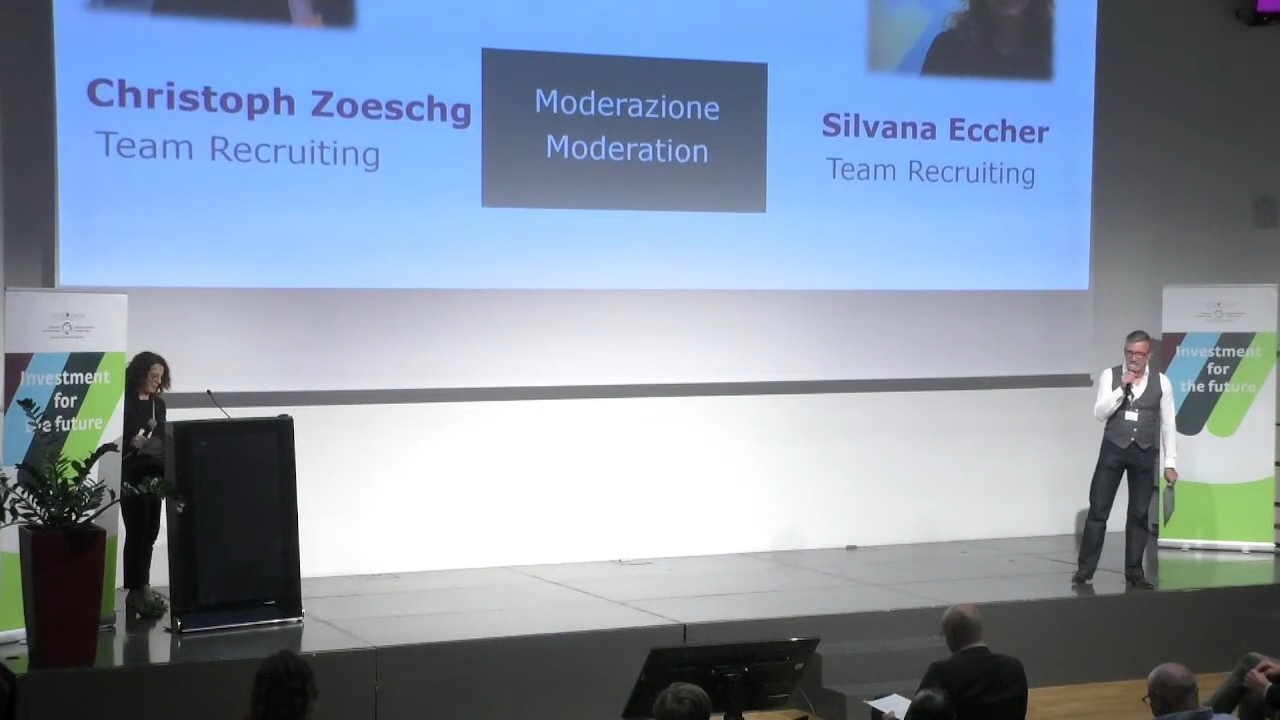 Christoph Zoeschg
Team Recruiting
Moderazione
Moderation
Silvana Eccher
Team Recruiting
Investment
for
the future
Investment
for
the future